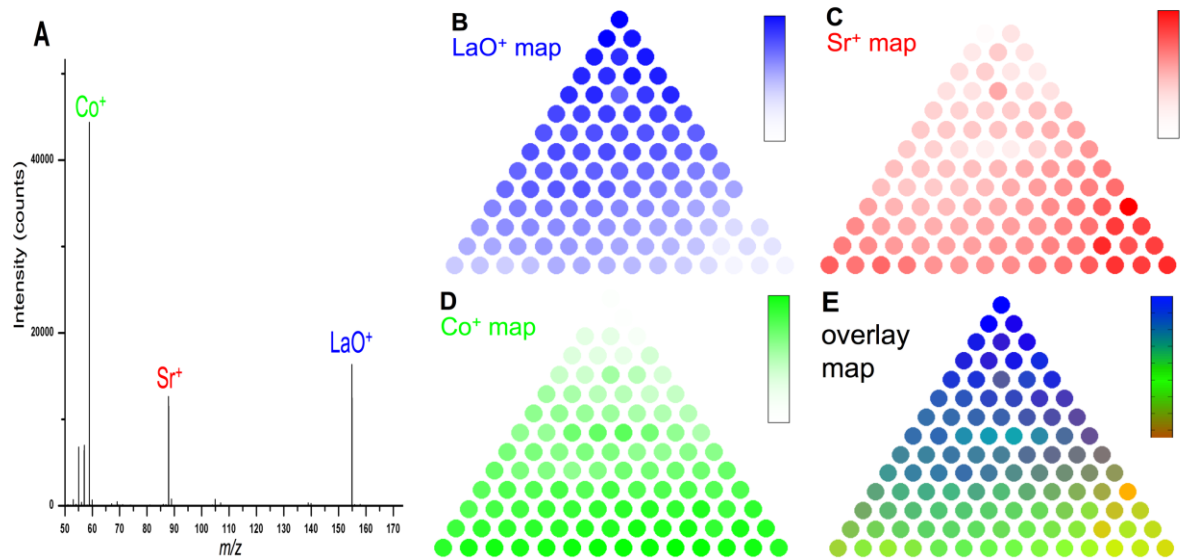 A
Intensity (counts)
40000
20000
0
Co⁺
Sr⁺
LaO⁺
50 60 70 80 90 100 110 120 130 140 150 160 170
m/z
B
LaO⁺ map
C
Sr⁺ map
D
Co⁺ map
E
overlay
map